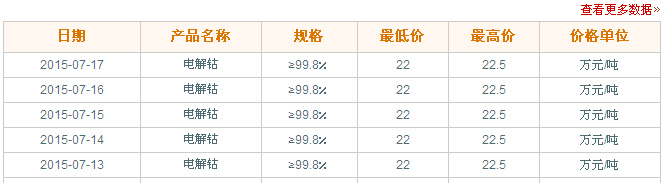 查看更多数据»
日期 产品名称 规格 最低价 最高价 价格单位
2015-07-17 电解钴 ≥99.8% 22 22.5 万元/吨
2015-07-16 电解钴 ≥99.8% 22 22.5 万元/吨
2015-07-15 电解钴 ≥99.8% 22 22.5 万元/吨
2015-07-14 电解钴 ≥99.8% 22 22.5 万元/吨
2015-07-13 电解钴 ≥99.8% 22 22.5 万元/吨